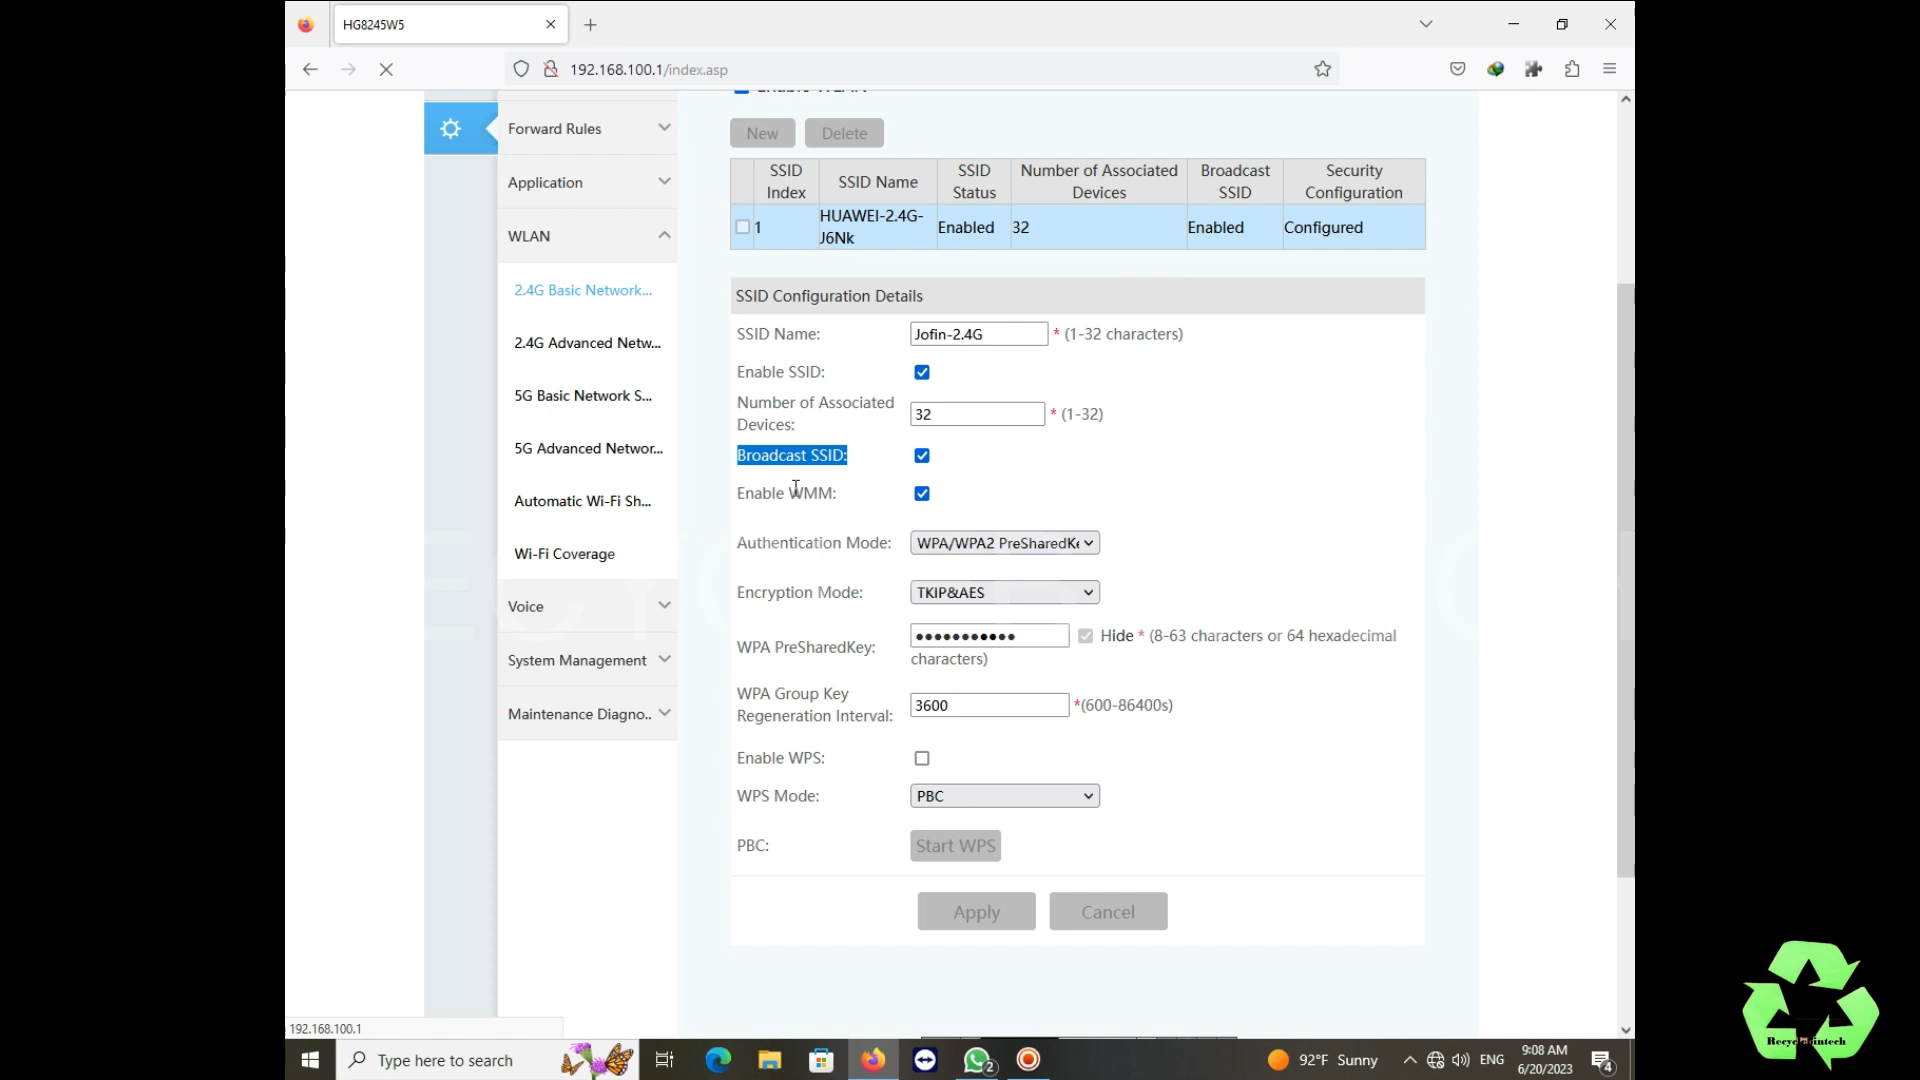 HG8245W5
192.168.100.1/index.asp
Forward Rules
Application
WLAN
2.4G Basic Network...
2.4G Advanced Netw...
5G Basic Network S...
5G Advanced Networ...
Automatic Wi-Fi Sh...
Wi-Fi Coverage
Voice
System Management
Maintenance Diagno..
Enable WLAN
New Delete
SSID Index SSID Name SSID Status Number of Associated Devices Broadcast SSID Security Configuration
1 HUAWEI-2.4G-J6Nk Enabled 32 Enabled Configured
SSID Configuration Details
SSID Name: Jofin-2.4G * (1-32 characters)
Enable SSID:
Number of Associated Devices: 32 * (1-32)
Broadcast SSID:
Enable WMM:
Authentication Mode: WPA/WPA2 PreSharedKe
Encryption Mode: TKIP&AES
WPA PreSharedKey: ●●●●●●●●●●● Hide * (8-63 characters or 64 hexadecimal
characters)
WPA Group Key
Regeneration Interval: 3600 *(600-86400s)
Enable WPS:
WPS Mode: PBC
PBC: Start WPS
Apply Cancel
192.168.100.1
Type here to search
2
92°F Sunny
ENG
9:08 AM
6/20/2023
4